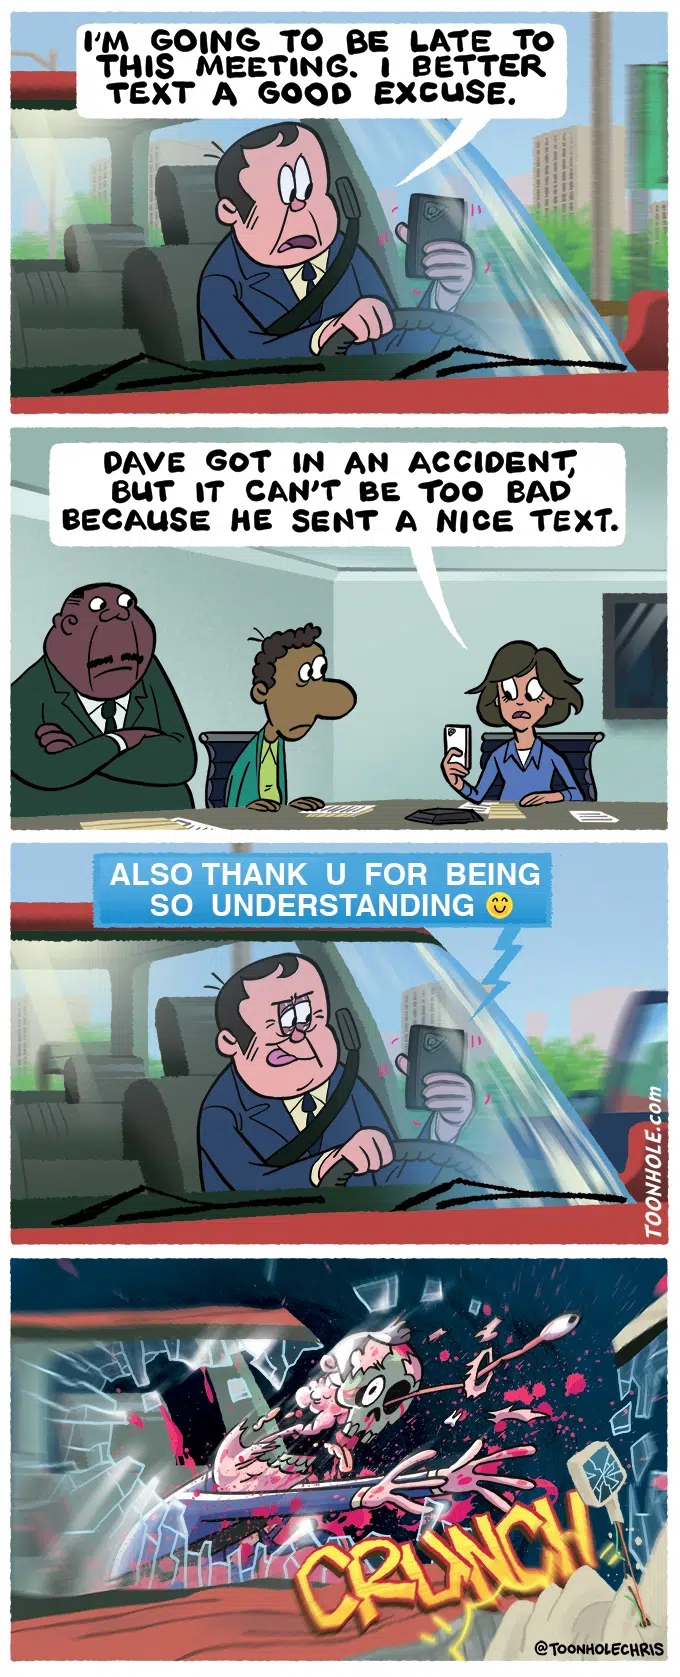 I'M GOING TO BE LATE TO
THIS MEETING. I BETTER
TEXT A GOOD EXCUSE.
DAVE GOT IN AN ACCIDENT,
BUT IT CAN'T BE TOO BAD
BECAUSE HE SENT A NICE TEXT.
ALSO THANK U FOR BEING
SO UNDERSTANDING 😊
TOONHOLE.com
CRUNCH
@TOONHOLECHRIS